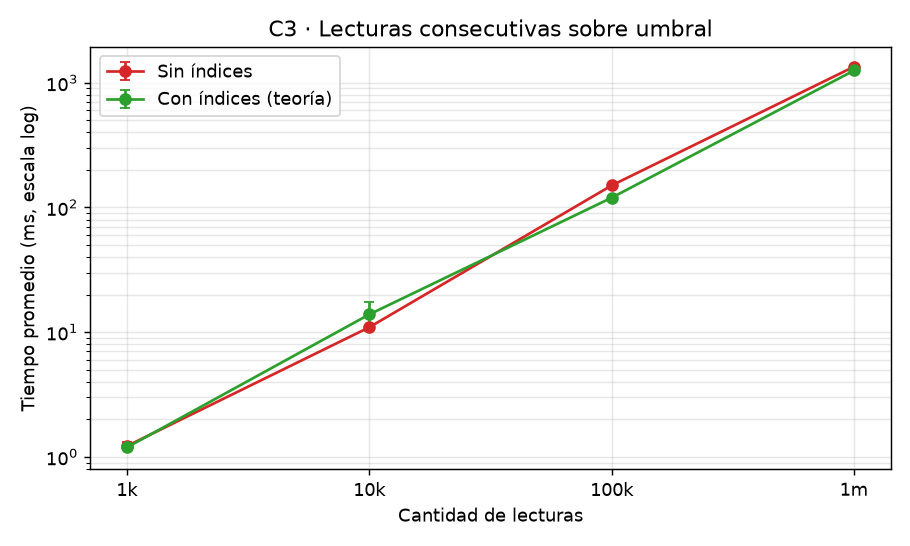 C3 · Lecturas consecutivas sobre umbral
Sin índices
Con índices (teoría)
Tiempo promedio (ms, escala log)
10³
10²
10¹
10⁰
1k
10k
100k
1m
Cantidad de lecturas